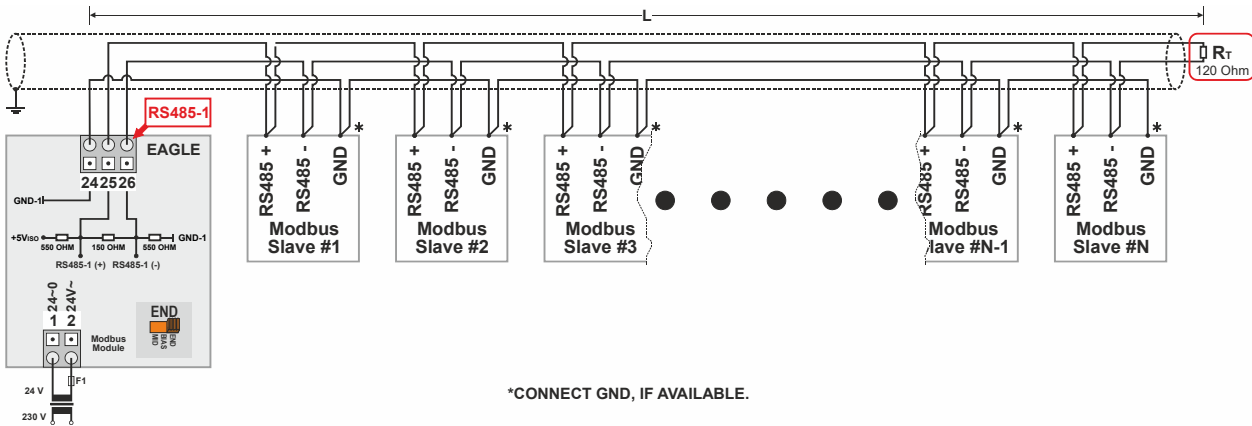 L
RT
120 Ohm
RS485-1
EAGLE
24 25 26
GND-1
+5VISO
GND-1
550 OHM 150 OHM 550 OHM
RS485-1 (+) RS485-1 (-)
24~0
24V~
1 2
Modbus
Module
END
MID
BIAS
END
F1
24 V
230 V
RS485 +
RS485 -
GND
*
Modbus
Slave #1
RS485 +
RS485 -
GND
*
Modbus
Slave #2
RS485 +
RS485 -
GND
*
Modbus
Slave #3
RS485 +
RS485 -
GND
*
Modbus
lave #N-1
RS485 +
RS485 -
GND
*
Modbus
Slave #N
*CONNECT GND, IF AVAILABLE.